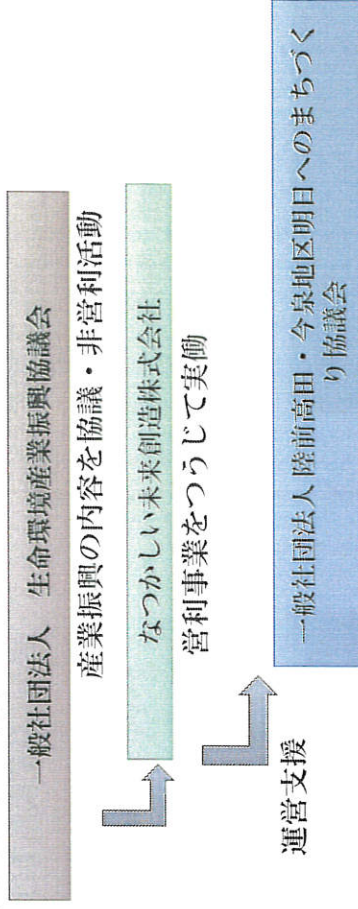 一般社団法人　生命環境産業振興協議会
産業振興の内容を協議・非営利活動
なつかしい未来創造株式会社
営利事業をつうじて実働
運営支援
一般社団法人 陸前高田・今泉地区明日へのまちづく
り協議会